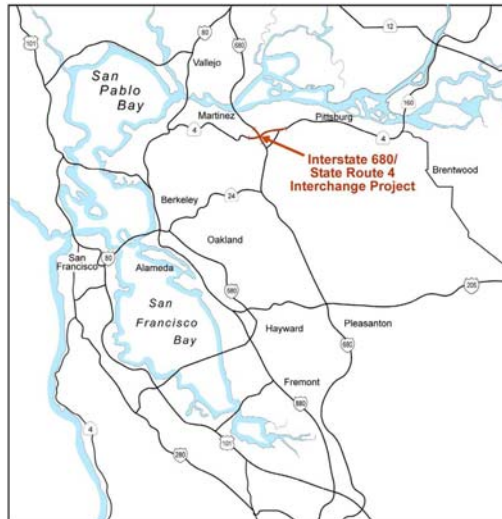 101
80
680
12
Vallejo
San
Pablo
Bay
160
Martinez
Pittsburg
4
4
Interstate 680/
State Route 4
Interchange Project
Brentwood
Berkeley
24
Oakland
San
Francisco
80
Alameda
580
205
San
Francisco
Bay
Hayward
Pleasanton
680
Fremont
880
4
101
280